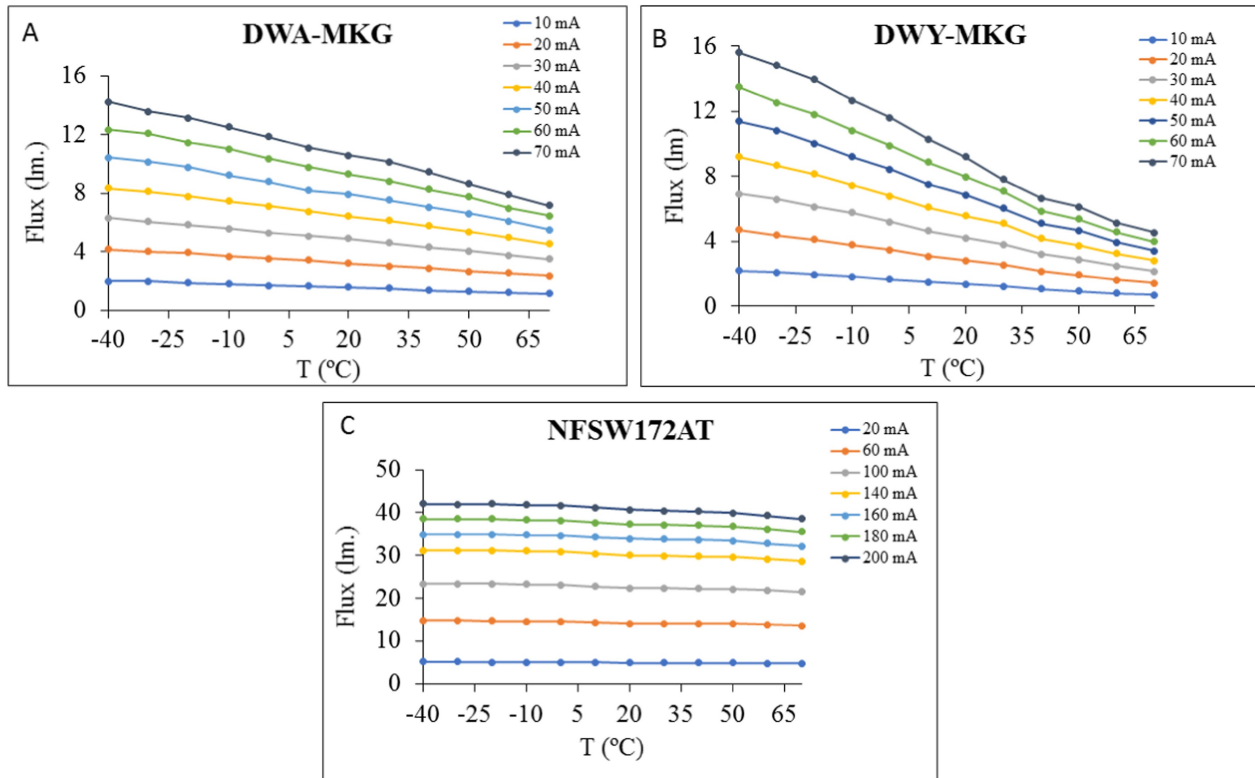 A
DWA-MKG
10 mA
20 mA
30 mA
40 mA
50 mA
60 mA
70 mA
Flux (lm.)
16
12
8
4
0
-40 -25 -10 5 20 35 50 65
T (ºC)
B
DWY-MKG
10 mA
20 mA
30 mA
40 mA
50 mA
60 mA
70 mA
Flux (lm)
16
12
8
4
0
-40 -25 -10 5 20 35 50 65
T (ºC)
C
NFSW172AT
20 mA
60 mA
100 mA
140 mA
160 mA
180 mA
200 mA
Flux (lm.)
50
40
30
20
10
0
-40 -25 -10 5 20 35 50 65
T (ºC)